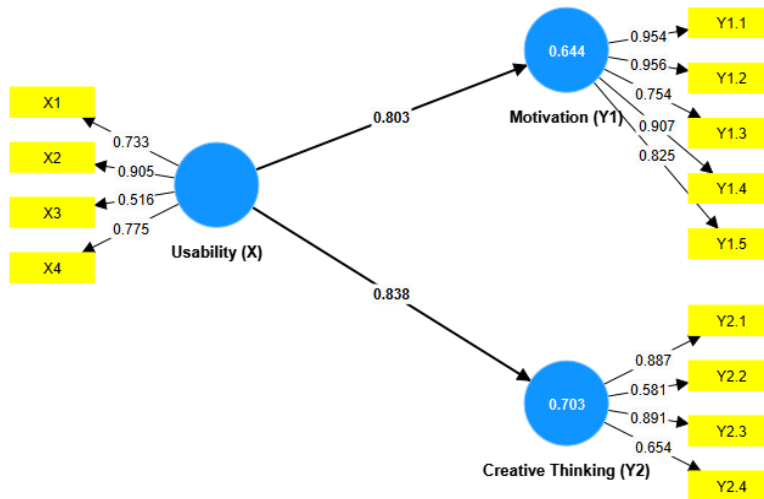 X1
X2
X3
X4
0.733
0.905
0.516
0.775
Usability (X)
0.803
0.838
0.644
Motivation (Y1)
0.954
0.956
0.754
0.907
0.825
Y1.1
Y1.2
Y1.3
Y1.4
Y1.5
0.703
Creative Thinking (Y2)
0.887
0.581
0.891
0.654
Y2.1
Y2.2
Y2.3
Y2.4